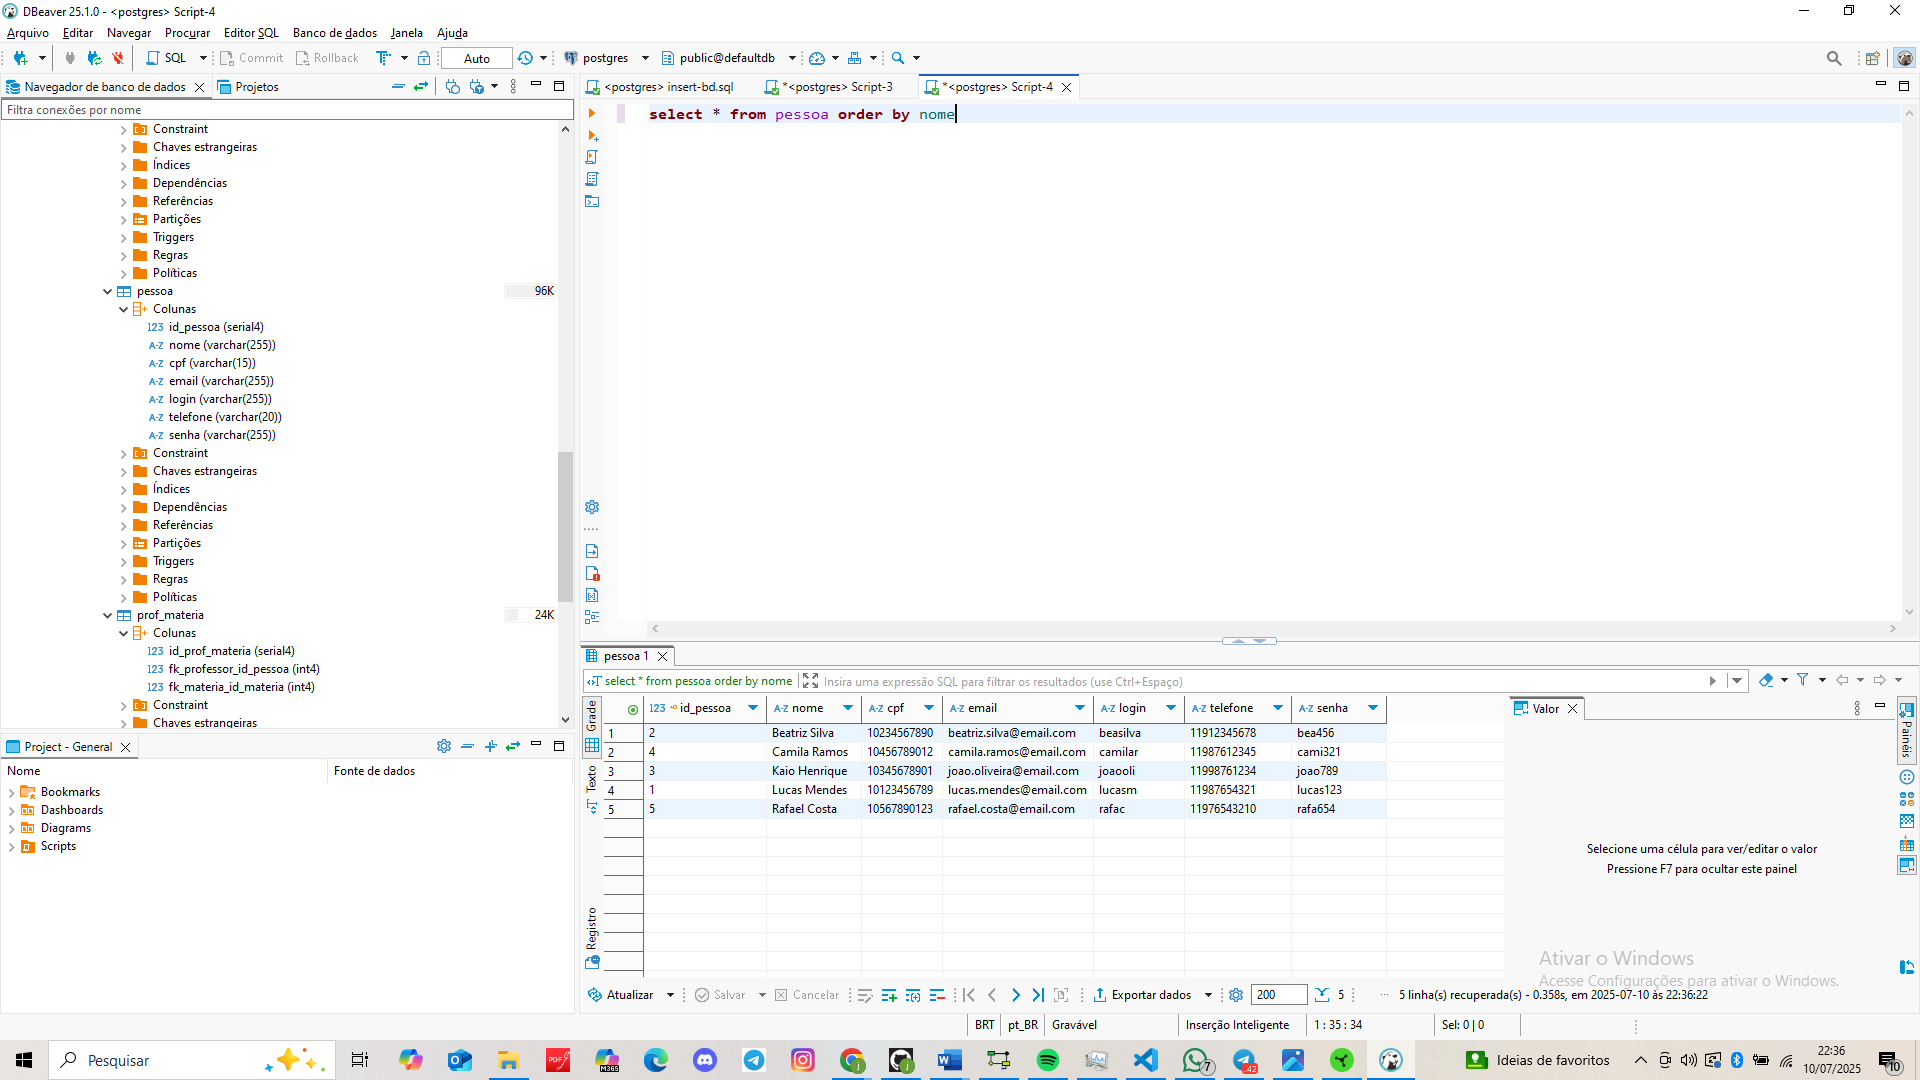 DBeaver 25.1.0 - <postgres> Script-4
Arquivo Editar Navegar Procurar Editor SQL Banco de dados Janela Ajuda
SQL Commit Rollback Auto postgres public@defaultdb
Navegador de banco de dados Projetos
Filtra conexões por nome
Constraint
Chaves estrangeiras
Índices
Dependências
Referências
Partições
Triggers
Regras
Políticas
pessoa 96K
Colunas
123 id_pessoa (serial4)
A-Z nome (varchar(255))
A-Z cpf (varchar(15))
A-Z email (varchar(255))
A-Z login (varchar(255))
A-Z telefone (varchar(20))
A-Z senha (varchar(255))
Constraint
Chaves estrangeiras
Índices
Dependências
Referências
Partições
Triggers
Regras
Políticas
prof_materia 24K
Colunas
123 id_prof_materia (serial4)
123 fk_professor_id_pessoa (int4)
123 fk_materia_id_materia (int4)
Constraint
Chaves estrangeiras
Project - General
Nome Fonte de dados
Bookmarks
Dashboards
Diagrams
Scripts
<postgres> insert-bd.sql *<postgres> Script-3 *<postgres> Script-4
select * from pessoa order by nome
pessoa 1
select * from pessoa order by nome Insira uma expressão SQL para filtrar os resultados (use Ctrl+Espaço)
Grade
Texto
Registro
123 id_pessoa A-Z nome A-Z cpf A-Z email A-Z login A-Z telefone A-Z senha
1 2 Beatriz Silva 10234567890 beatriz.silva@email.com beasilva 11912345678 bea456
2 4 Camila Ramos 10456789012 camila.ramos@email.com camilar 11987612345 cami321
3 3 Kaio Henrique 10345678901 joao.oliveira@email.com joaooli 11998761234 joao789
4 1 Lucas Mendes 10123456789 lucas.mendes@email.com lucasm 11987654321 lucas123
5 5 Rafael Costa 10567890123 rafael.costa@email.com rafac 11976543210 rafa654
Valor
Painéis
Selecione uma célula para ver/editar o valor
Pressione F7 para ocultar este painel
Ativar o Windows
Acesse Configurações para ativar o Windows.
Atualizar Salvar Cancelar Exportar dados 200 5 5 linha(s) recuperada(s) - 0.358s, em 2025-07-10 às 22:36:22
BRT pt_BR Gravável Inserção Inteligente 1 : 35 : 34 Sel: 0 | 0
Pesquisar
PDF
M365
7
42
Ideias de favoritos
22:36
10/07/2025
10